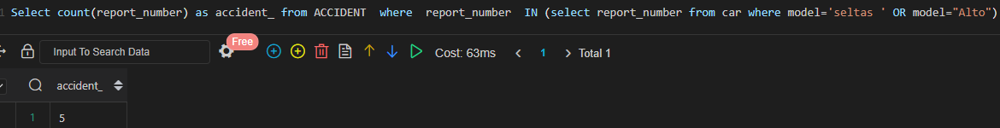 1 Select count(report_number) as accident_ from ACCIDENT where report_number IN (select report_number from car where model='seltas ' OR model="Alto")
Free
Input To Search Data
Cost: 63ms
1
Total 1
accident_
1 5